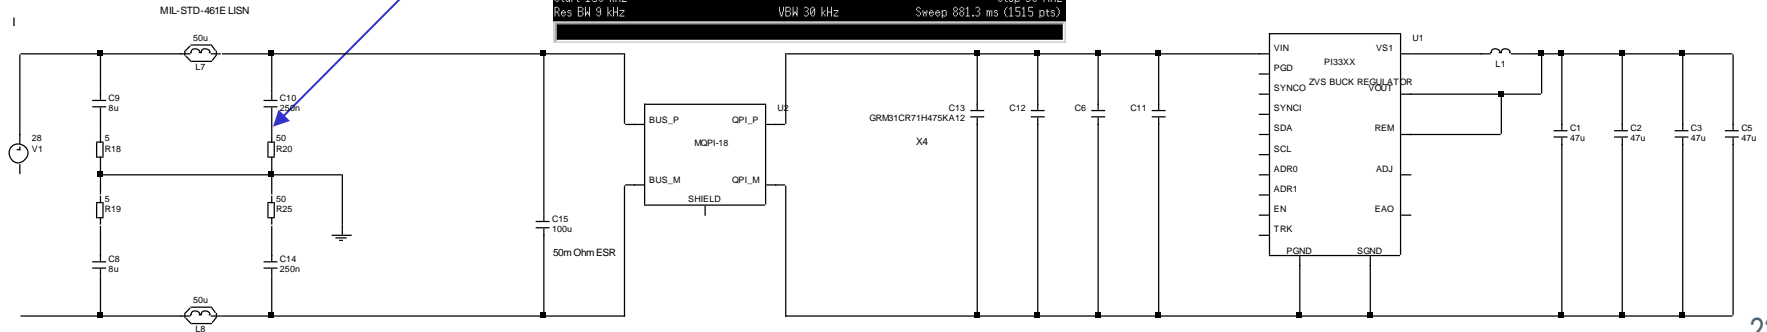 Res BW 9 kHz VBW 30 kHz Sweep 881.3 ms (1515 pts)
MIL-STD-461E LISN
I
50u
L7
C9
8u
C10
250n
28
V1
5
R18
50
R20
5
R19
50
R25
C8
8u
C14
250n
50u
L8
C15
100u
50m Ohm ESR
U2
BUS_P QPI_P
MQPI-18
BUS_M QPI_M
SHIELD
C13
GRM31CR71H475KA12
X4
C12
C6
C11
U1
VIN VS1
PI33XX
PGD
ZVS BUCK REGULATOR
SYNCO VOUT
SYNCI
SDA REM
SCL
ADR0 ADJ
ADR1
EN EAO
TRK
PGND SGND
L1
C1
47u
C2
47u
C3
47u
C5
47u